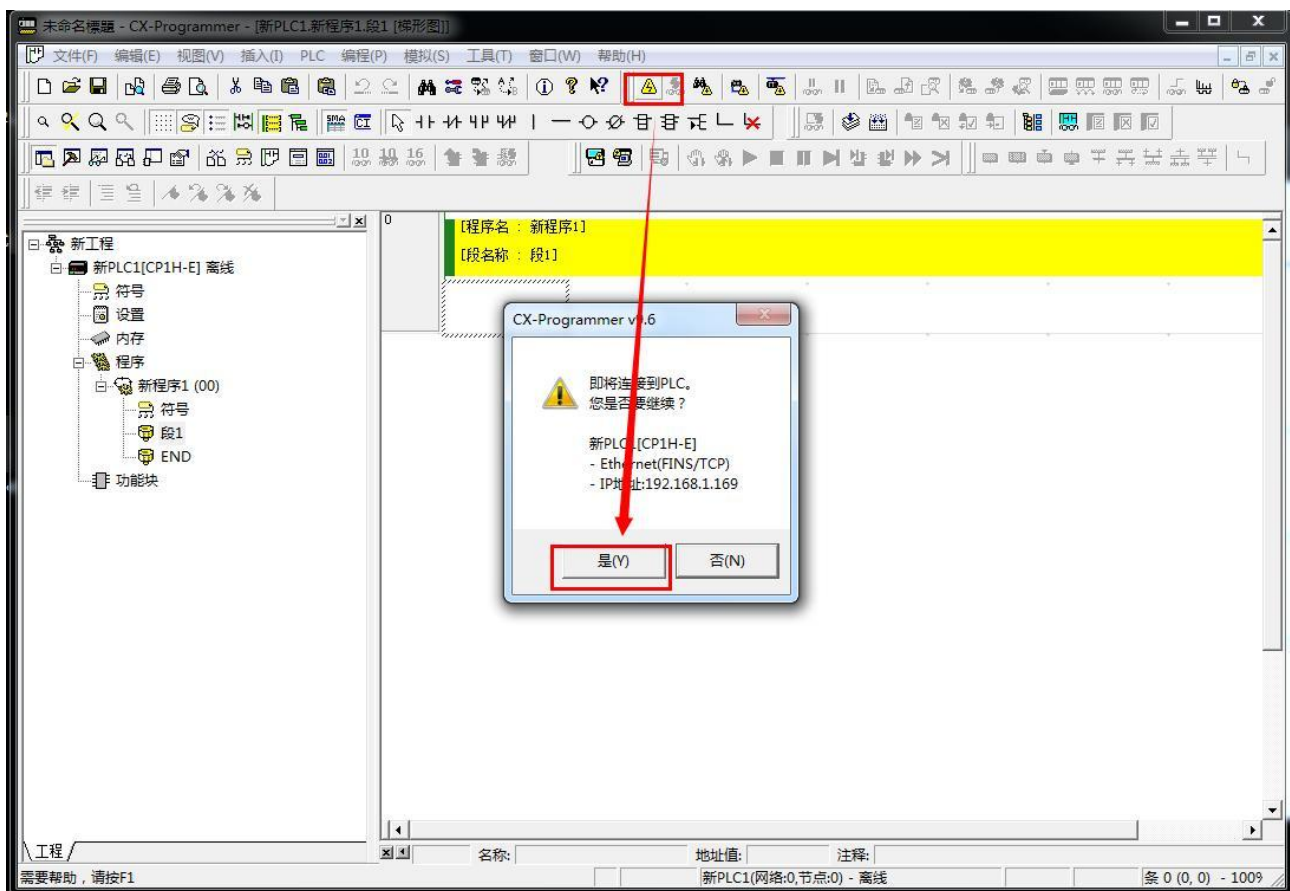 未命名標題 - CX-Programmer - [新PLC1.新程序1.段1 [梯形图]]
文件(F) 编辑(E) 视图(V) 插入(I) PLC 编程(P) 模拟(S) 工具(T) 窗口(W) 帮助(H)
10 10 16
0
[程序名 : 新程序1]
[段名称 : 段1]
新工程
新PLC1[CP1H-E] 离线
符号
设置
内存
程序
新程序1 (00)
符号
段1
END
功能块
CX-Programmer v9.6
即将连接到PLC。
您是否要继续?
新PLC1[CP1H-E]
- Ethernet(FINS/TCP)
- IP地址:192.168.1.169
是(Y) 否(N)
工程
名称: 地址值: 注释:
需要帮助,请按F1 新PLC1(网络:0,节点:0) - 离线 条 0 (0, 0) - 100%